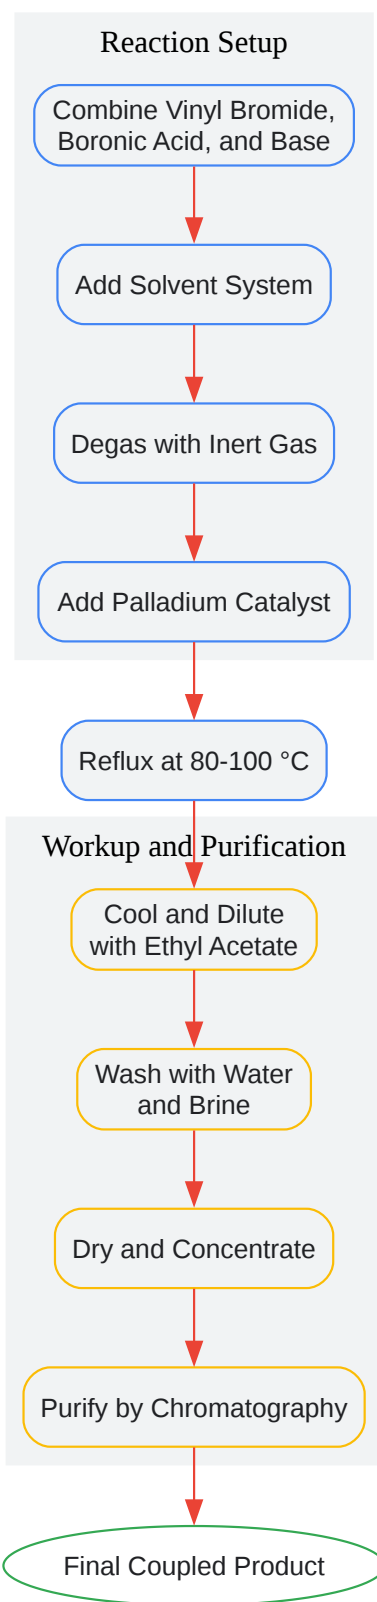 Reaction Setup
Combine Vinyl Bromide,
Boronic Acid, and Base
Add Solvent System
Degas with Inert Gas
Add Palladium Catalyst
Reflux at 80-100 °C
Workup and Purification
Cool and Dilute
with Ethyl Acetate
Wash with Water
and Brine
Dry and Concentrate
Purify by Chromatography
Final Coupled Product